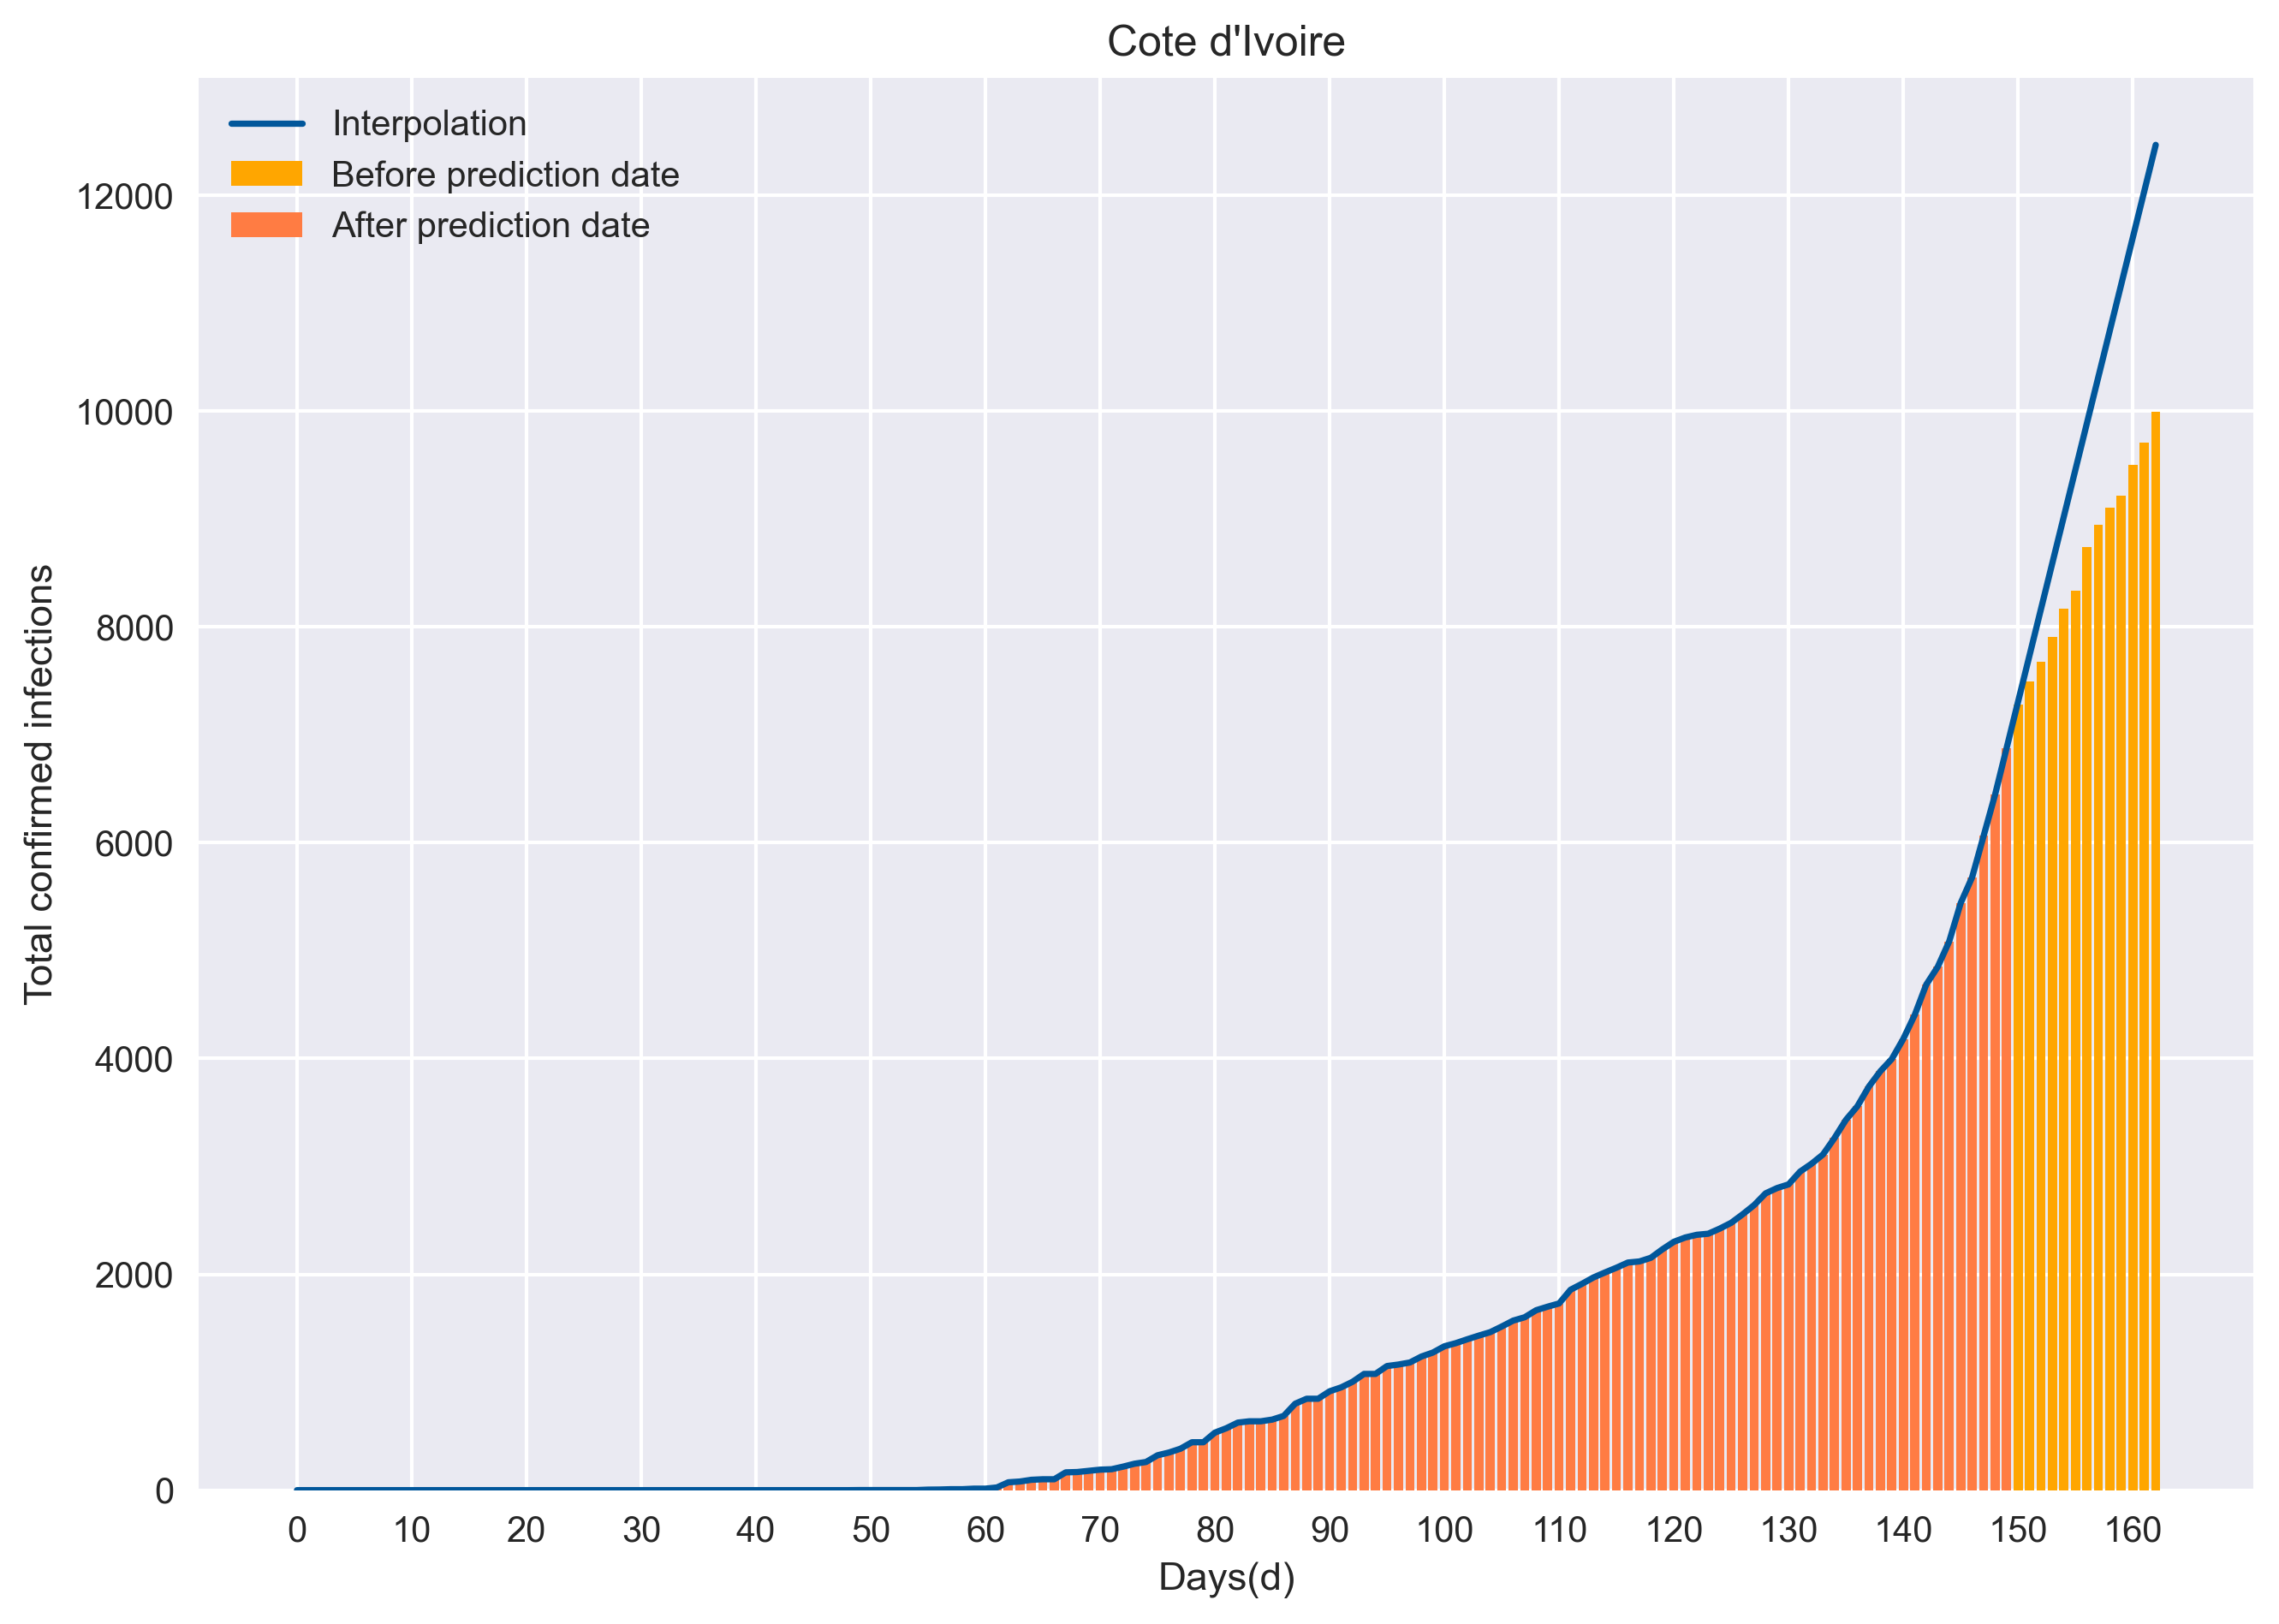 Cote d'Ivoire
Interpolation
Before prediction date
After prediction date
Total confirmed infections
12000
10000
8000
6000
4000
2000
0
0 10 20 30 40 50 60 70 80 90 100 110 120 130 140 150 160
Days(d)